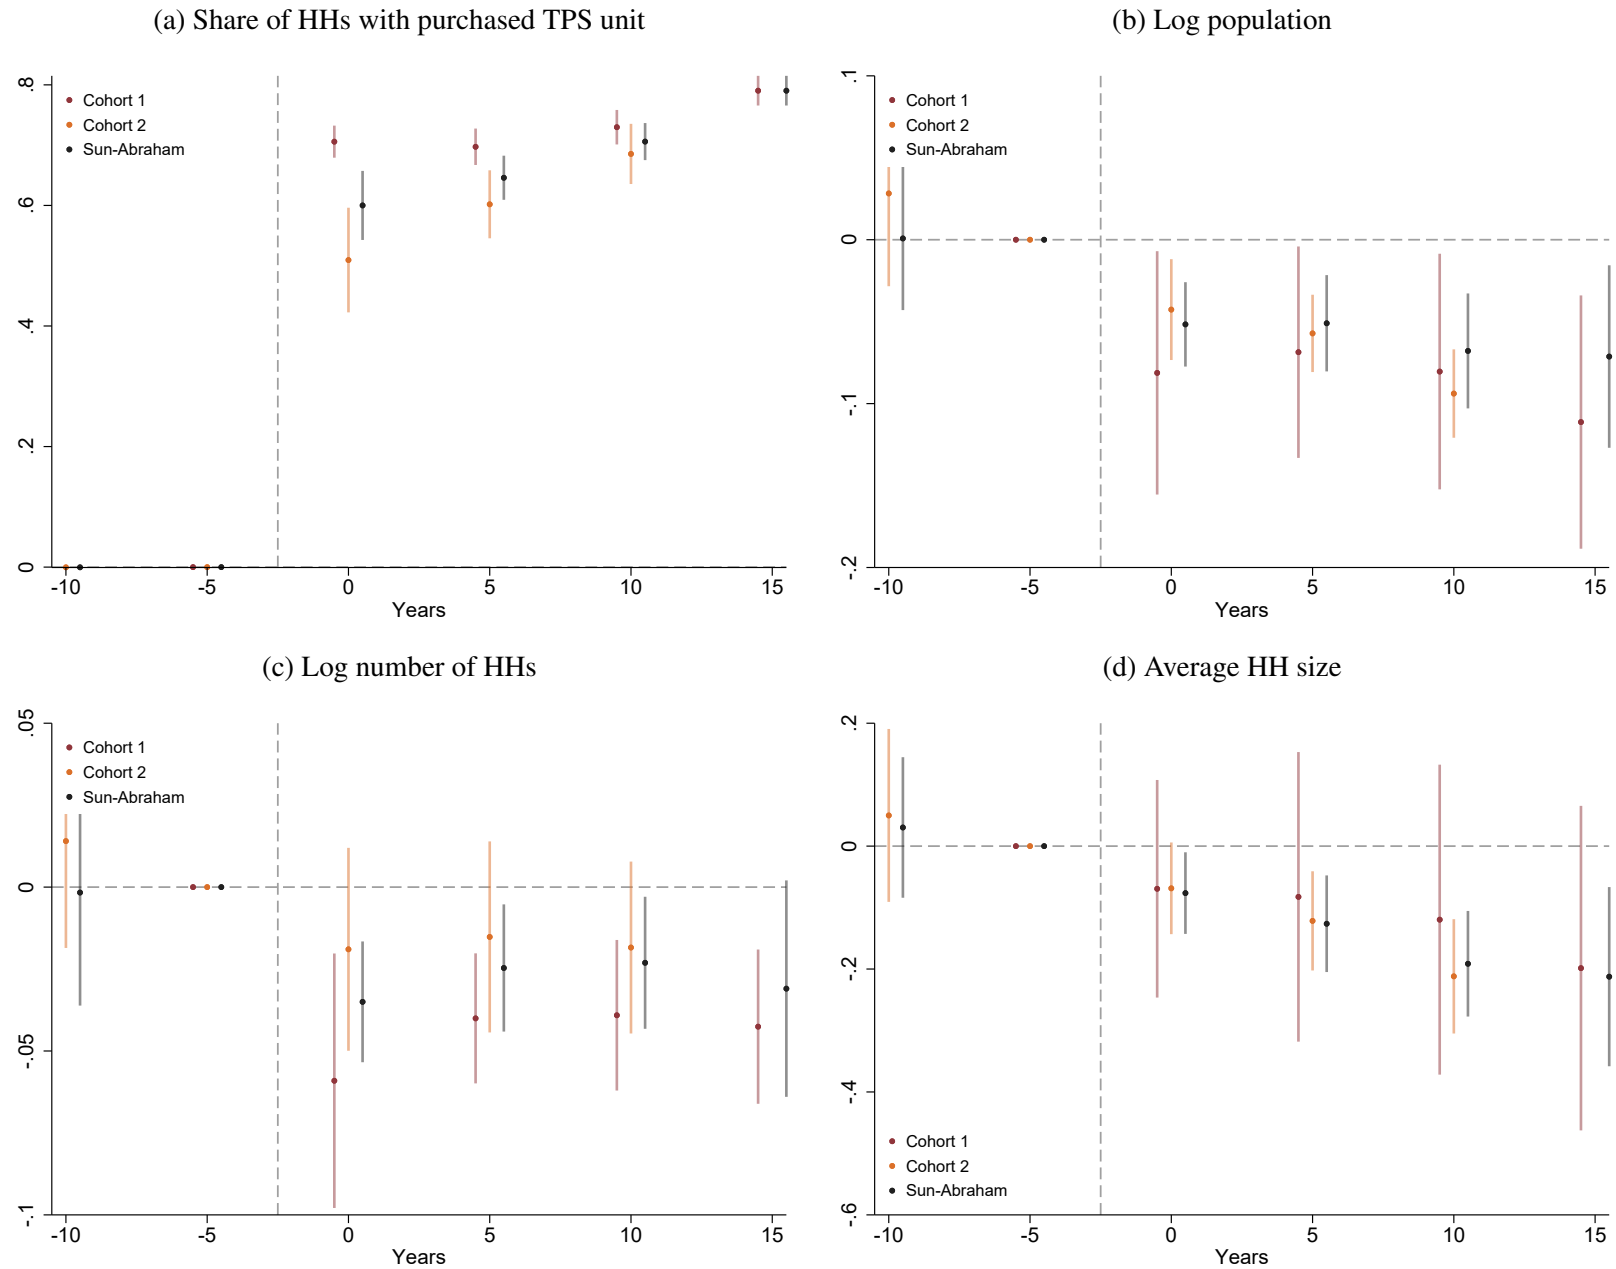 (a) Share of HHs with purchased TPS unit
.8
.6
.4
.2
0
Cohort 1
Cohort 2
Sun-Abraham
-10 -5 0 5 10 15
Years
(b) Log population
.1
0
-.1
-.2
Cohort 1
Cohort 2
Sun-Abraham
-10 -5 0 5 10 15
Years
(c) Log number of HHs
.05
0
-.05
-.1
Cohort 1
Cohort 2
Sun-Abraham
-10 -5 0 5 10 15
Years
(d) Average HH size
.2
0
-.2
-.4
-.6
Cohort 1
Cohort 2
Sun-Abraham
-10 -5 0 5 10 15
Years